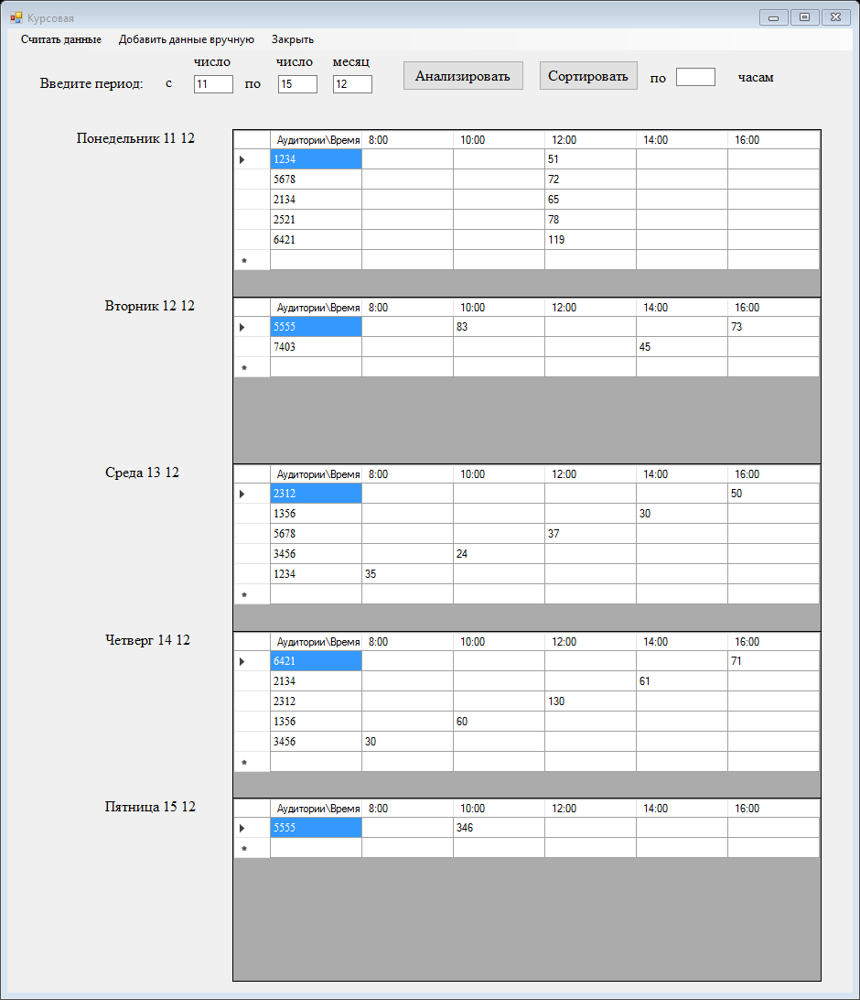 Курсовая
Считать данные Добавить данные вручную Закрыть
число число месяц
Введите период: с 11 по 15 12 Анализировать Сортировать по часам
Понедельник 11 12
Аудитории\Время 8:00 10:00 12:00 14:00 16:00
1234 51
5678 72
2134 65
2521 78
6421 119
*
Вторник 12 12
Аудитории\Время 8:00 10:00 12:00 14:00 16:00
5555 83 73
7403 45
*
Среда 13 12
Аудитории\Время 8:00 10:00 12:00 14:00 16:00
2312 50
1356 30
5678 37
3456 24
1234 35
*
Четверг 14 12
Аудитории\Время 8:00 10:00 12:00 14:00 16:00
6421 71
2134 61
2312 130
1356 60
3456 30
*
Пятница 15 12
Аудитории\Время 8:00 10:00 12:00 14:00 16:00
5555 346
*